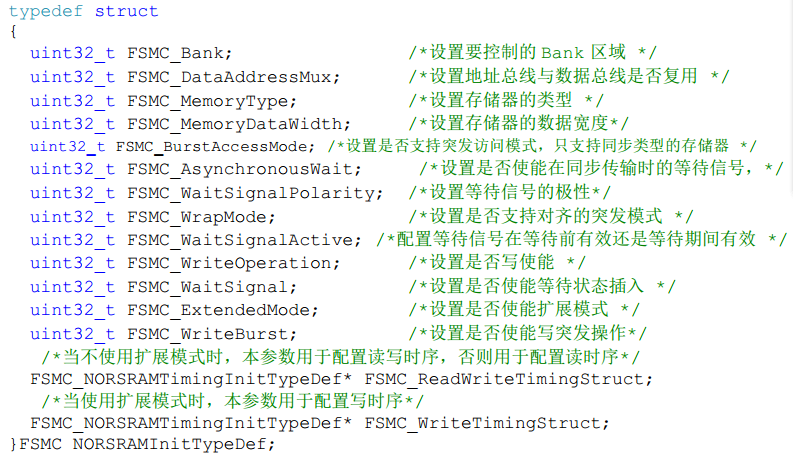 typedef struct
{
uint32_t FSMC_Bank; /*设置要控制的 Bank 区域 */
uint32_t FSMC_DataAddressMux; /*设置地址总线与数据总线是否复用 */
uint32_t FSMC_MemoryType; /*设置存储器的类型 */
uint32_t FSMC_MemoryDataWidth; /*设置存储器的数据宽度*/
uint32_t FSMC_BurstAccessMode; /*设置是否支持突发访问模式，只支持同步类型的存储器 */
uint32_t FSMC_AsynchronousWait; /*设置是否使能在同步传输时的等待信号，*/
uint32_t FSMC_WaitSignalPolarity; /*设置等待信号的极性*/
uint32_t FSMC_WrapMode; /*设置是否支持对齐的突发模式 */
uint32_t FSMC_WaitSignalActive; /*配置等待信号在等待前有效还是等待期间有效 */
uint32_t FSMC_WriteOperation; /*设置是否写使能 */
uint32_t FSMC_WaitSignal; /*设置是否使能等待状态插入 */
uint32_t FSMC_ExtendedMode; /*设置是否使能扩展模式 */
uint32_t FSMC_WriteBurst; /*设置是否使能写突发操作*/
/*当不使用扩展模式时，本参数用于配置读写时序，否则用于配置读时序*/
FSMC_NORSRAMTimingInitTypeDef* FSMC_ReadWriteTimingStruct;
/*当使用扩展模式时，本参数用于配置写时序*/
FSMC_NORSRAMTimingInitTypeDef* FSMC_WriteTimingStruct;
}FSMC_NORSRAMInitTypeDef;